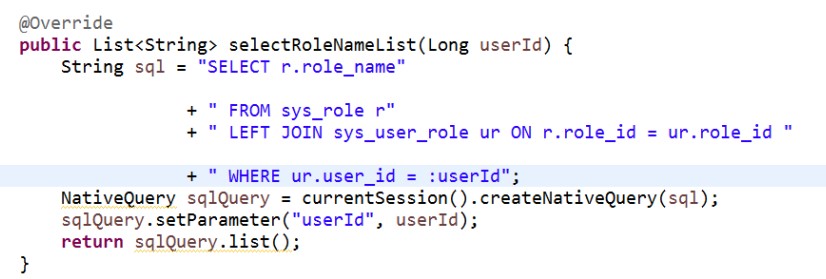 @Override
public List<String> selectRoleNameList(Long userId) {
    String sql = "SELECT r.role_name"
                + " FROM sys_role r"
                + " LEFT JOIN sys_user_role ur ON r.role_id = ur.role_id "
                + " WHERE ur.user_id = :userId";
    NativeQuery sqlQuery = currentSession().createNativeQuery(sql);
    sqlQuery.setParameter("userId", userId);
    return sqlQuery.list();
}